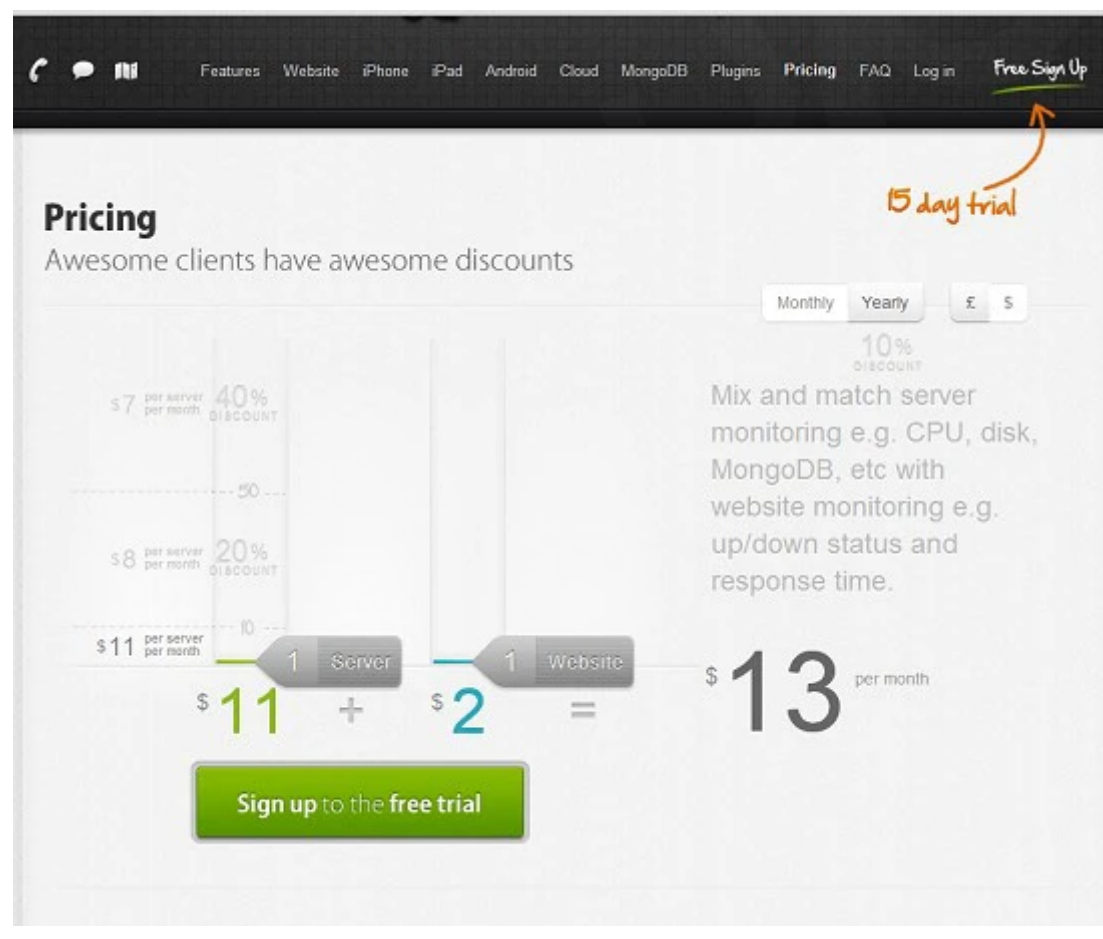 Features Website iPhone iPad Android Cloud MongoDB Plugins Pricing FAQ Log in Free Sign Up
15 day trial
Pricing
Awesome clients have awesome discounts
Monthly Yearly £ $
10% DISCOUNT
$7 per server per month 40% DISCOUNT
50
$8 per server per month 20% DISCOUNT
10
$11 per server per month
Mix and match server
monitoring e.g. CPU, disk,
MongoDB, etc with
website monitoring e.g.
up/down status and
response time.
1 Server 1 Website
$11 + $2 = $13 per month
Sign up to the free trial